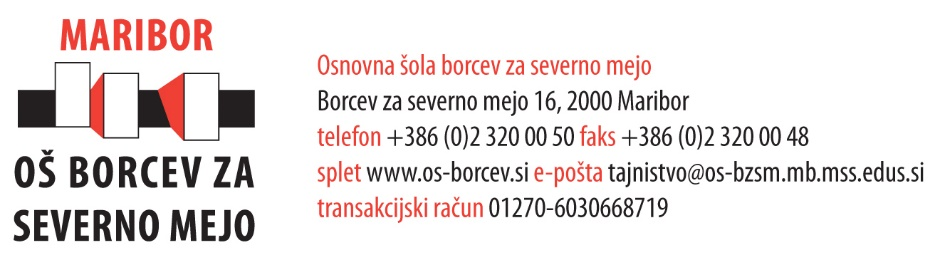 MARIBOR
OŠ BORCEV ZA
SEVERNO MEJO
Osnovna šola borcev za severno mejo
Borcev za severno mejo 16, 2000 Maribor
telefon +386 (0)2 320 00 50 faks +386 (0)2 320 00 48
splet www.os-borcev.si e-pošta tajnistvo@os-bzsm.mb.mss.edus.si
transakcijski račun 01270-6030668719